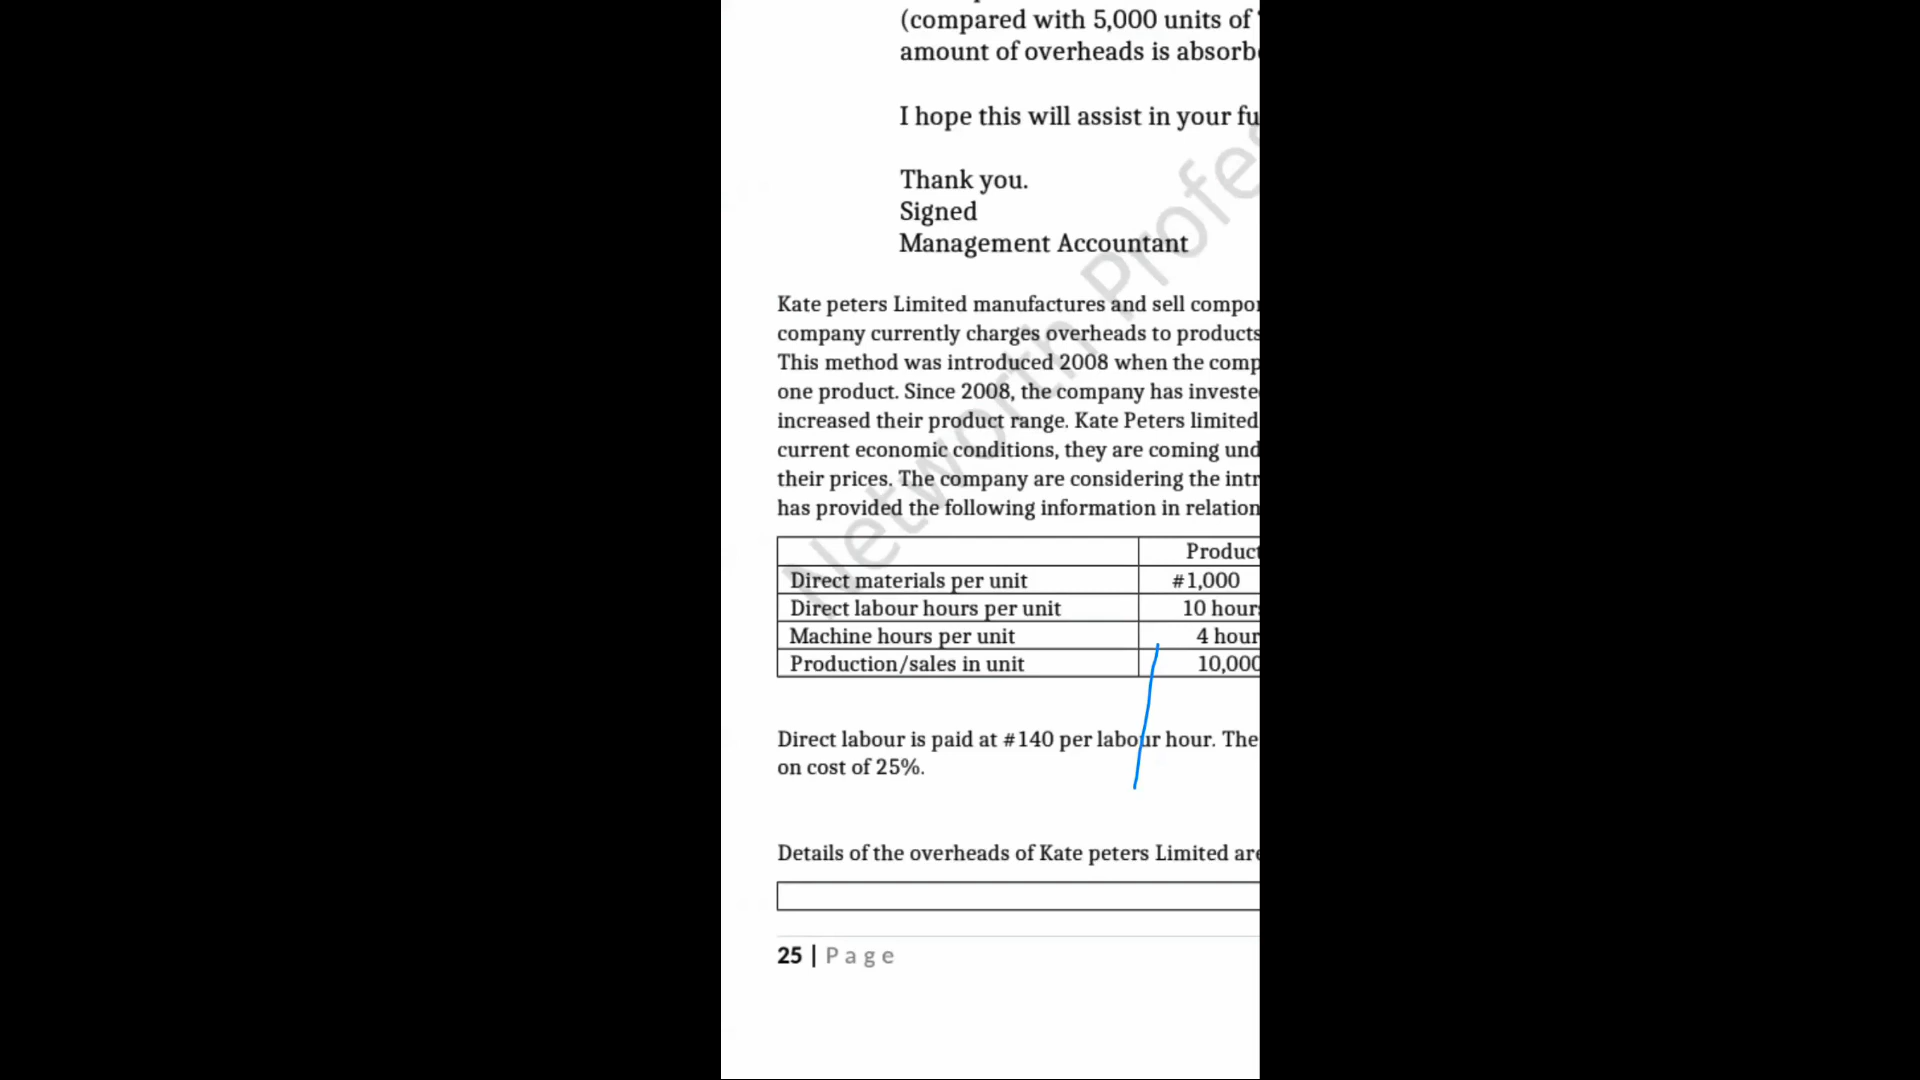 (compared with 5,000 units of
amount of overheads is absorb
I hope this will assist in your fu
Thank you.
Signed
Management Accountant
Kate peters Limited manufactures and sell compo
company currently charges overheads to products
This method was introduced 2008 when the comp
one product. Since 2008, the company has investe
increased their product range. Kate Peters limited
current economic conditions, they are coming und
their prices. The company are considering the intr
has provided the following information in relation
Product
Direct materials per unit #1,000
Direct labour hours per unit 10 hours
Machine hours per unit 4 hour
Production/sales in unit 10,000
Direct labour is paid at #140 per labour hour. The
on cost of 25%.
Details of the overheads of Kate peters Limited are
25 | Page
Networth Profes